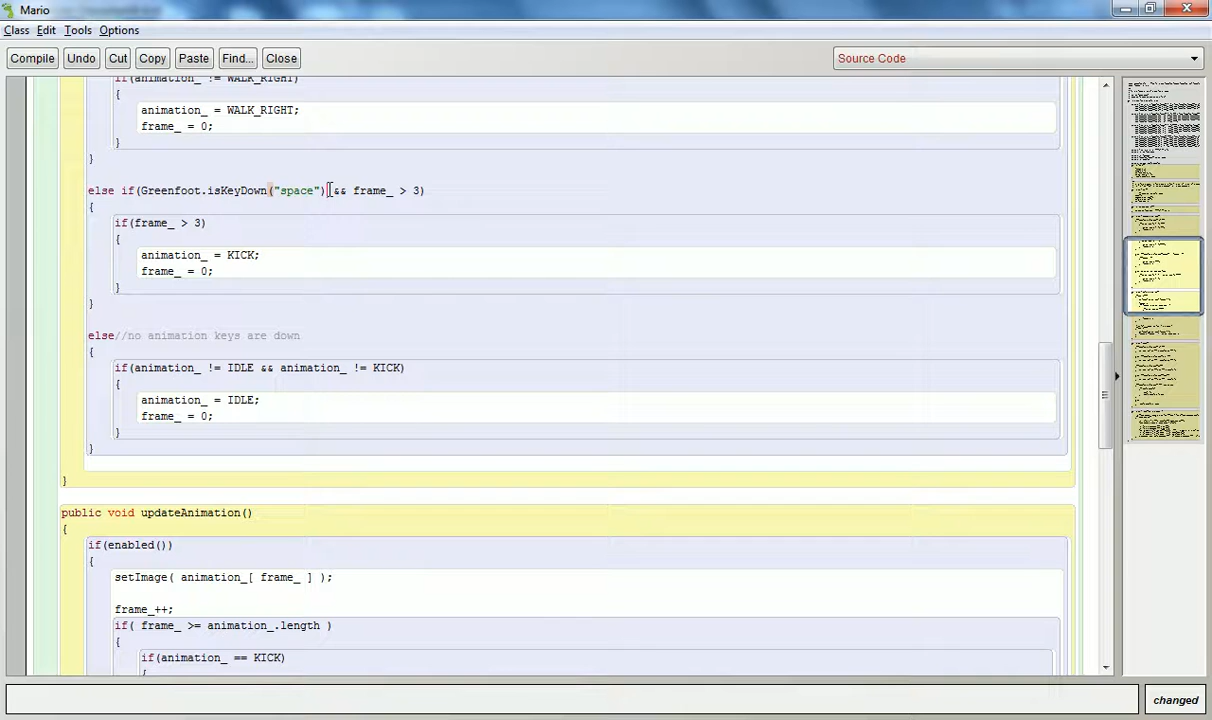 Mario
Class Edit Tools Options
Compile Undo Cut Copy Paste Find... Close Source Code
if(animation_ != WALK_RIGHT)
{
animation_ = WALK_RIGHT;
frame_ = 0;
}
}
else if(Greenfoot.isKeyDown("space") && frame_ > 3)
{
if(frame_ > 3)
{
animation_ = KICK;
frame_ = 0;
}
}
else//no animation keys are down
{
if(animation_ != IDLE && animation_ != KICK)
{
animation_ = IDLE;
frame_ = 0;
}
}
}
public void updateAnimation()
{
if(enabled())
{
setImage( animation_[ frame_ ] );
frame_++;
if( frame_ >= animation_.length )
{
if(animation_ == KICK)
{
changed